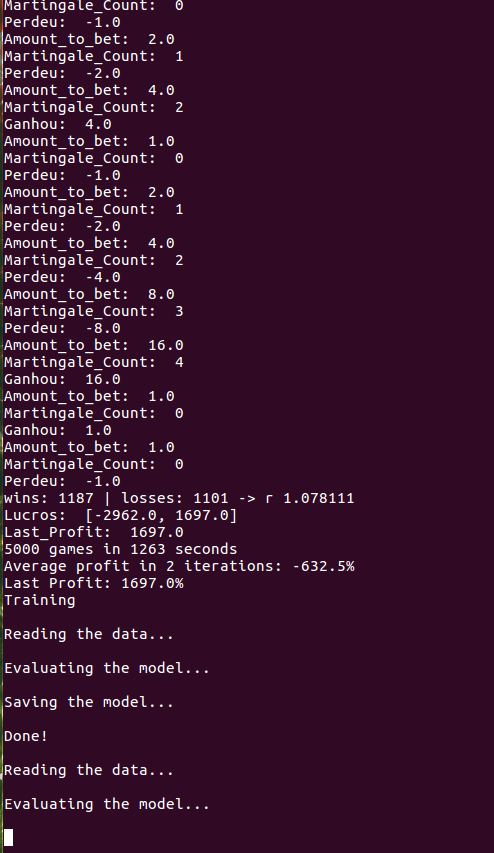 Martingale_Count:  0
Perdeu:  -1.0
Amount_to_bet:  2.0
Martingale_Count:  1
Perdeu:  -2.0
Amount_to_bet:  4.0
Martingale_Count:  2
Ganhou:  4.0
Amount_to_bet:  1.0
Martingale_Count:  0
Perdeu:  -1.0
Amount_to_bet:  2.0
Martingale_Count:  1
Perdeu:  -2.0
Amount_to_bet:  4.0
Martingale_Count:  2
Perdeu:  -4.0
Amount_to_bet:  8.0
Martingale_Count:  3
Perdeu:  -8.0
Amount_to_bet:  16.0
Martingale_Count:  4
Ganhou:  16.0
Amount_to_bet:  1.0
Martingale_Count:  0
Ganhou:  1.0
Amount_to_bet:  1.0
Martingale_Count:  0
Perdeu:  -1.0
wins: 1187 | losses: 1101 -> r 1.078111
Lucros:  [-2962.0, 1697.0]
Last_Profit:  1697.0
5000 games in 1263 seconds
Average profit in 2 iterations: -632.5%
Last Profit: 1697.0%
Training
Reading the data...
Evaluating the model...
Saving the model...
Done!
Reading the data...
Evaluating the model...